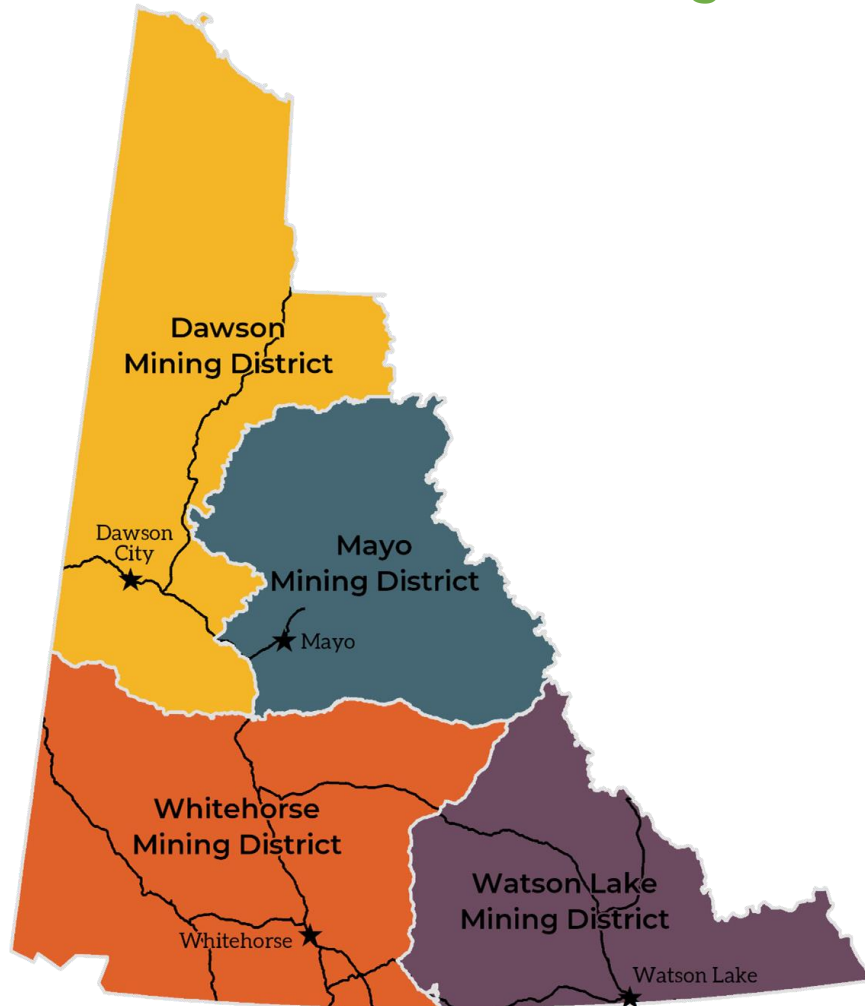 Dawson
Mining District
Dawson
City
Mayo
Mining District
Mayo
Whitehorse
Mining District
Watson Lake
Mining District
Whitehorse
Watson Lake